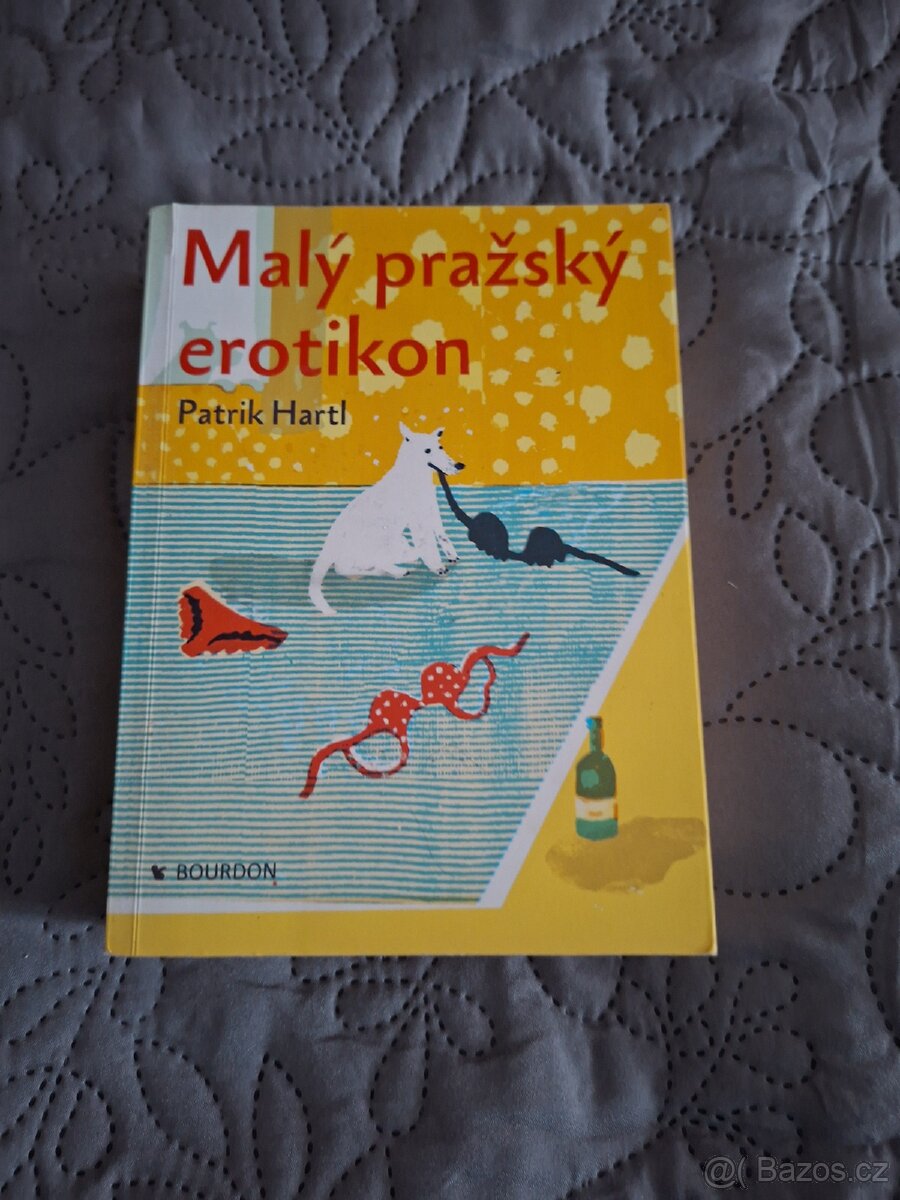 Malý pražský
erotikon
Patrik Hartl
BOURDON
@( Bazos.cz